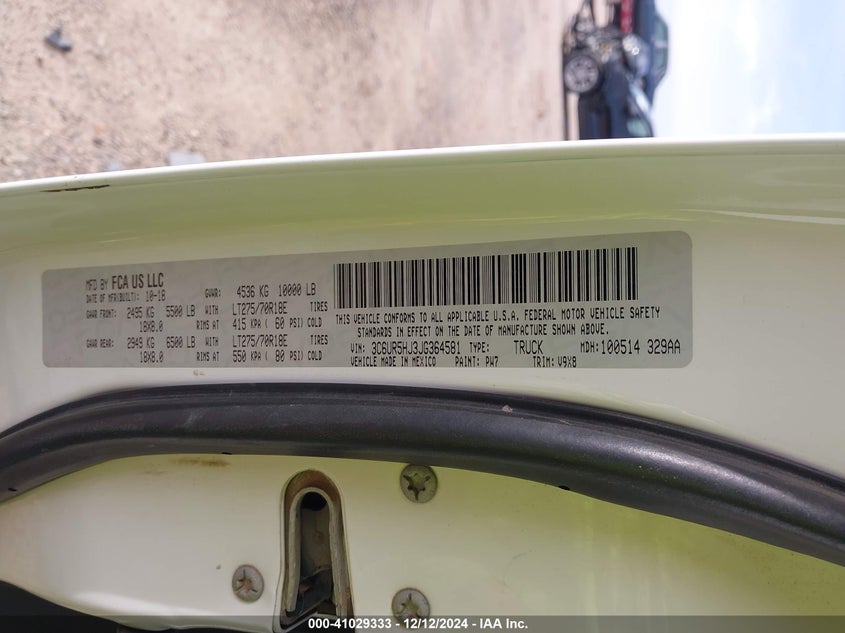 MFD BY FCA US LLC
DATE OF MFR(BUILT): 10-18 GVWR: 4536 KG 10000 LB
GAWR FRONT: 2495 KG 5500 LB WITH LT275/70R18E TIRES
18X8.0 RIMS AT 415 KPA ( 60 PSI) COLD
GAWR REAR: 2949 KG 6500 LB WITH LT275/70R18E TIRES
18X8.0 RIMS AT 550 KPA ( 80 PSI) COLD
THIS VEHICLE CONFORMS TO ALL APPLICABLE U.S.A. FEDERAL MOTOR VEHICLE SAFETY
STANDARDS IN EFFECT ON THE DATE OF MANUFACTURE SHOWN ABOVE.
VIN: 3C6UR5HJ3JG364581 TYPE: TRUCK MDH: 100514 329AA
VEHICLE MADE IN MEXICO PAINT: PW7 TRIM: V9X8
000-41029333 - 12/12/2024 - IAA Inc.